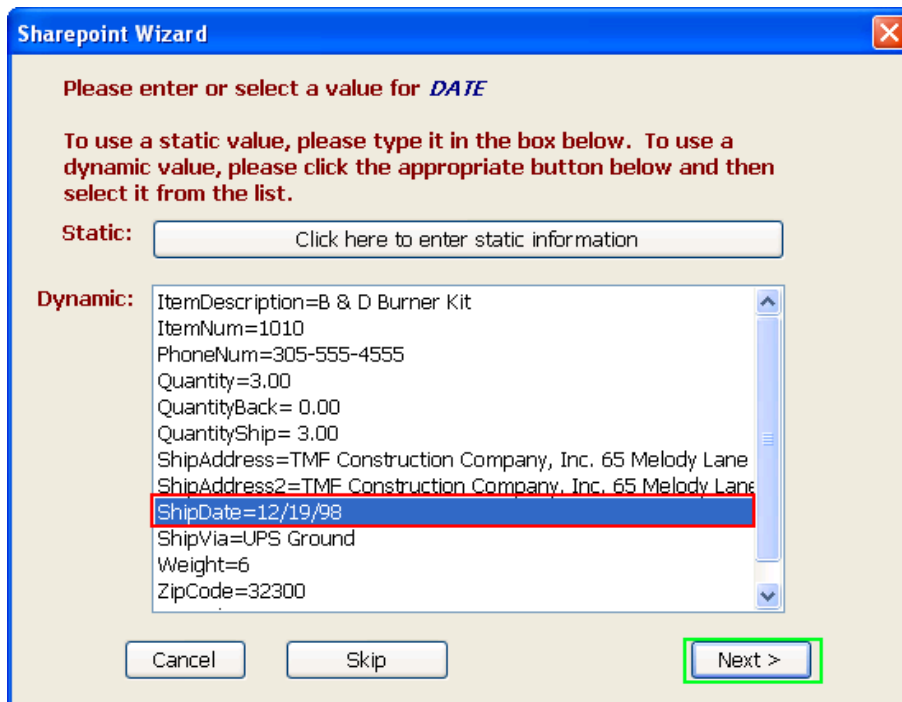 Sharepoint Wizard
Please enter or select a value for DATE
To use a static value, please type it in the box below.  To use a
dynamic value, please click the appropriate button below and then
select it from the list.
Static:
Click here to enter static information
Dynamic:
ItemDescription=B & D Burner Kit
ItemNum=1010
PhoneNum=305-555-4555
Quantity=3.00
QuantityBack= 0.00
QuantityShip= 3.00
ShipAddress=TMF Construction Company, Inc. 65 Melody Lane
ShipAddress2=TMF Construction Company, Inc. 65 Melody Lane
ShipDate=12/19/98
ShipVia=UPS Ground
Weight=6
ZipCode=32300
Cancel
Skip
Next >